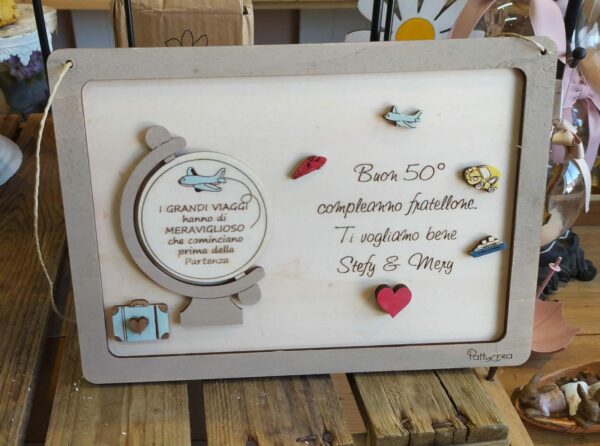 I GRANDI VIAGGI
hanno di
MERAVIGLIOSO
che cominciano
prima della
Partenza
Buon 50°
compleanno fratellone.
Ti vogliamo bene
Stefy & Mery
Pattycrea